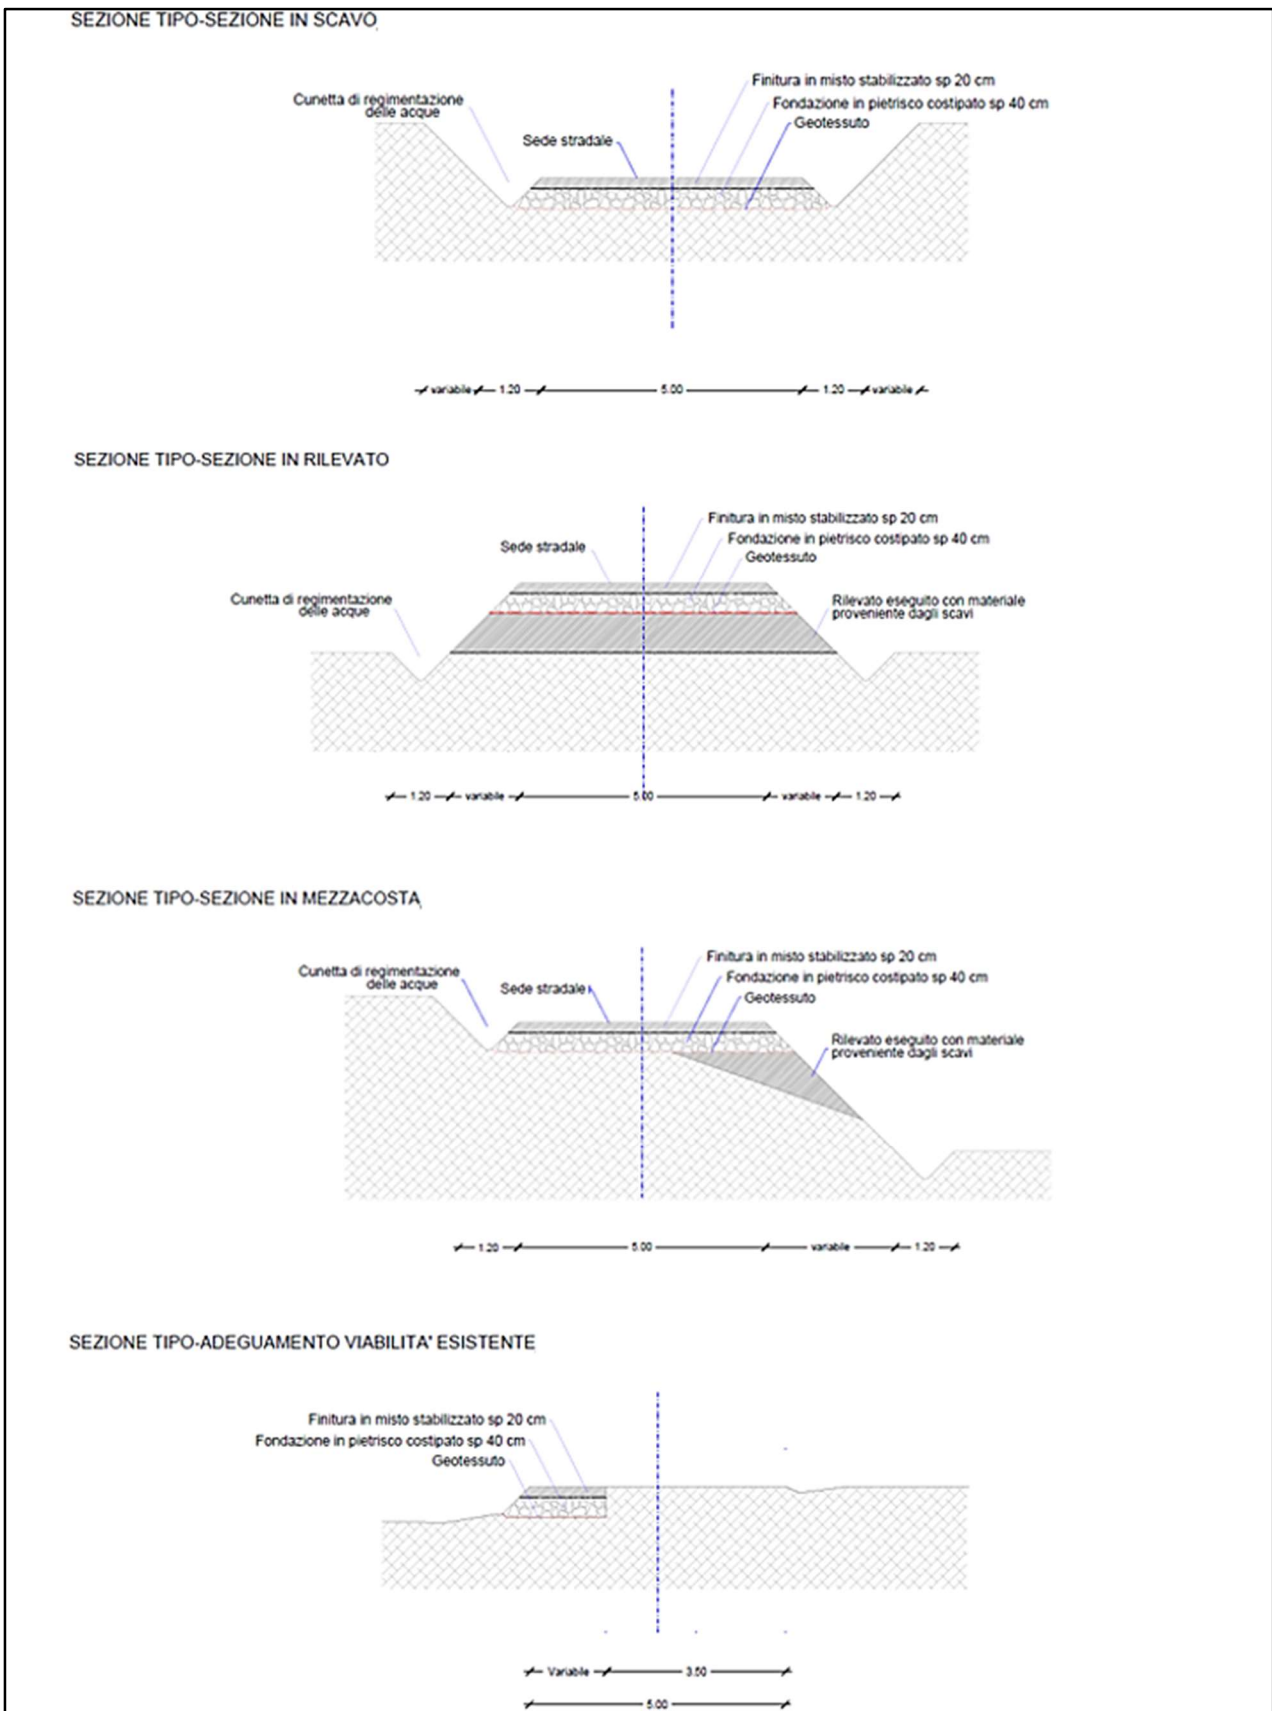 SEZIONE TIPO-SEZIONE IN SCAVO
Finitura in misto stabilizzato sp 20 cm
Cunetta di regimentazione
delle acque
Fondazione in pietrisco costipato sp 40 cm
Geotessuto
Sede stradale
variabile 1.20 5.00 1.20 variabile
SEZIONE TIPO-SEZIONE IN RILEVATO
Finitura in misto stabilizzato sp 20 cm
Fondazione in pietrisco costipato sp 40 cm
Sede stradale
Geotessuto
Cunetta di regimentazione
delle acque
Rilevato eseguito con materiale
proveniente dagli scavi
1.20 variabile 5.00 variabile 1.20
SEZIONE TIPO-SEZIONE IN MEZZACOSTA
Finitura in misto stabilizzato sp 20 cm
Cunetta di regimentazione
delle acque
Fondazione in pietrisco costipato sp 40 cm
Sede stradale
Geotessuto
Rilevato eseguito con materiale
proveniente dagli scavi
1.20 5.00 variabile 1.20
SEZIONE TIPO-ADEGUAMENTO VIABILITA' ESISTENTE
Finitura in misto stabilizzato sp 20 cm
Fondazione in pietrisco costipato sp 40 cm
Geotessuto
Variabile 3.50
5.00